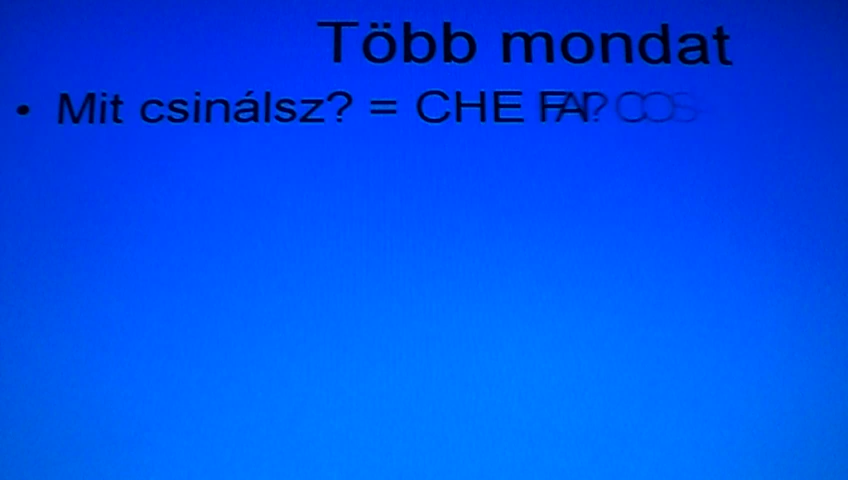 Több mondat
• Mit csinálsz? = CHE